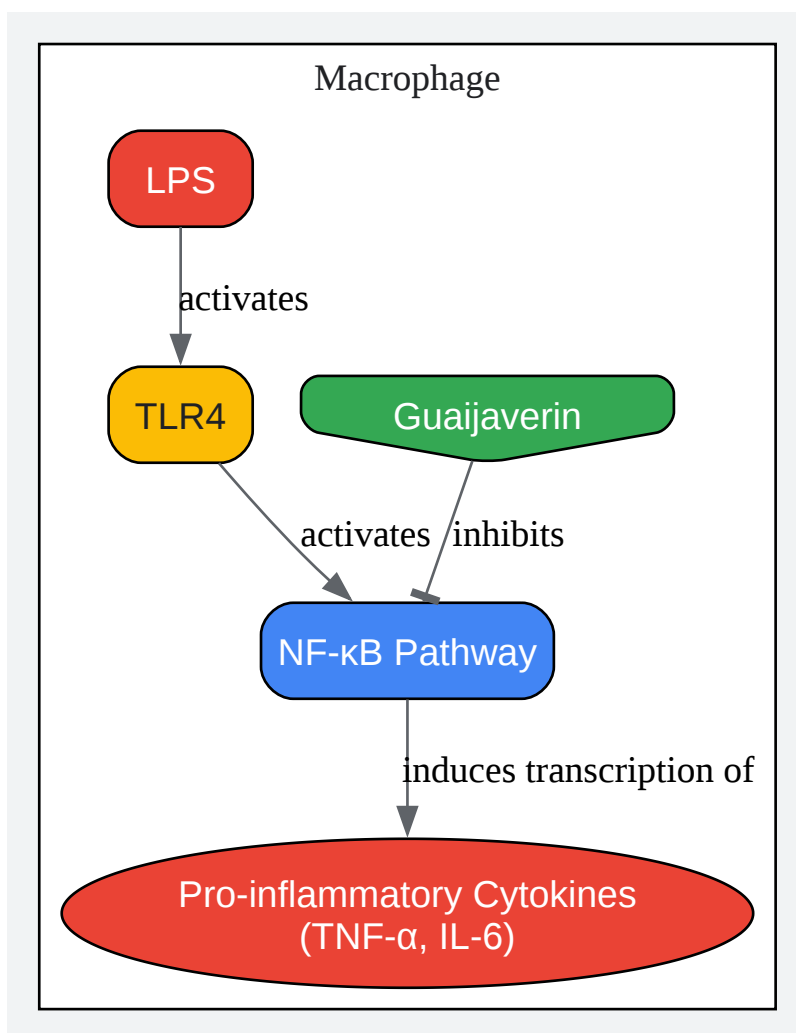 Macrophage
LPS
activates
TLR4
Guaijaverin
activates
inhibits
NF-κB Pathway
induces transcription of
Pro-inflammatory Cytokines
(TNF-α, IL-6)